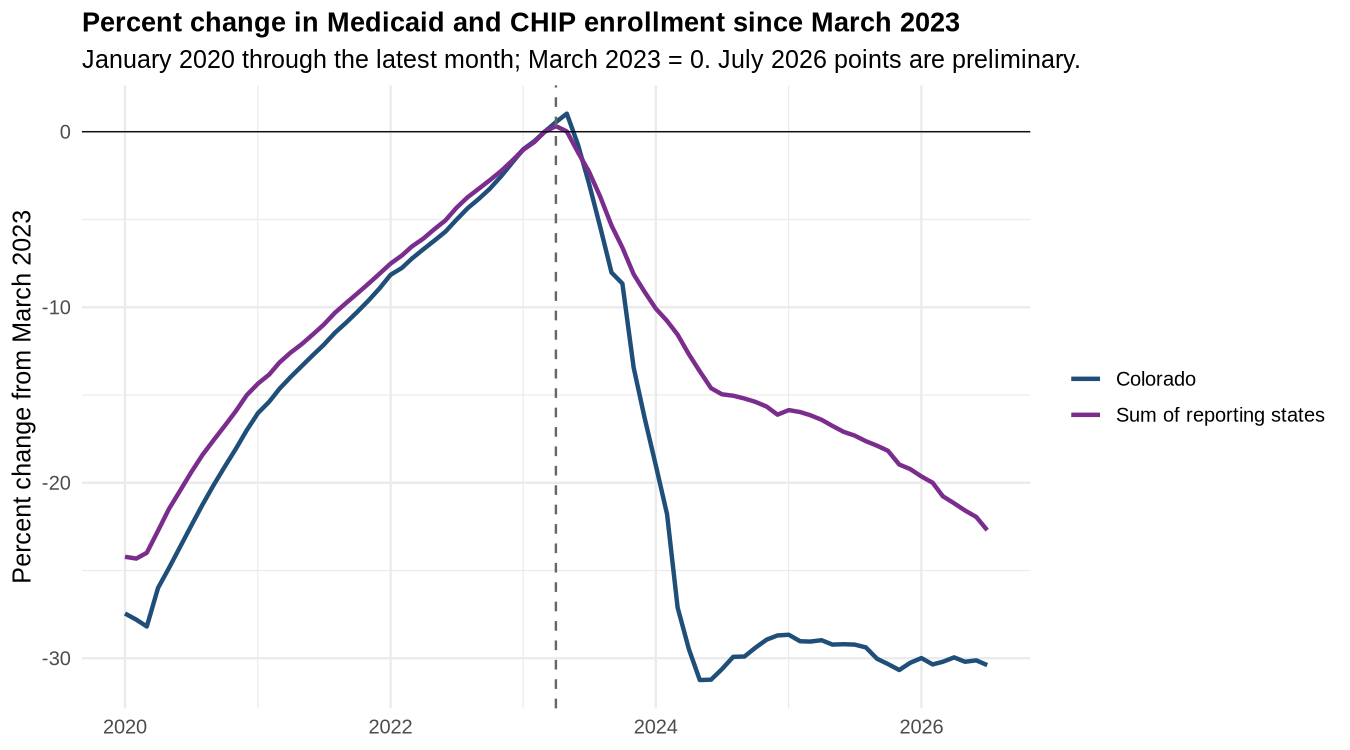 Percent change in Medicaid and CHIP enrollment since March 2023
January 2020 through the latest month; March 2023 = 0. July 2026 points are preliminary.
Percent change from March 2023
0
-10
-20
-30
2020
2022
2024
2026
Colorado
Sum of reporting states